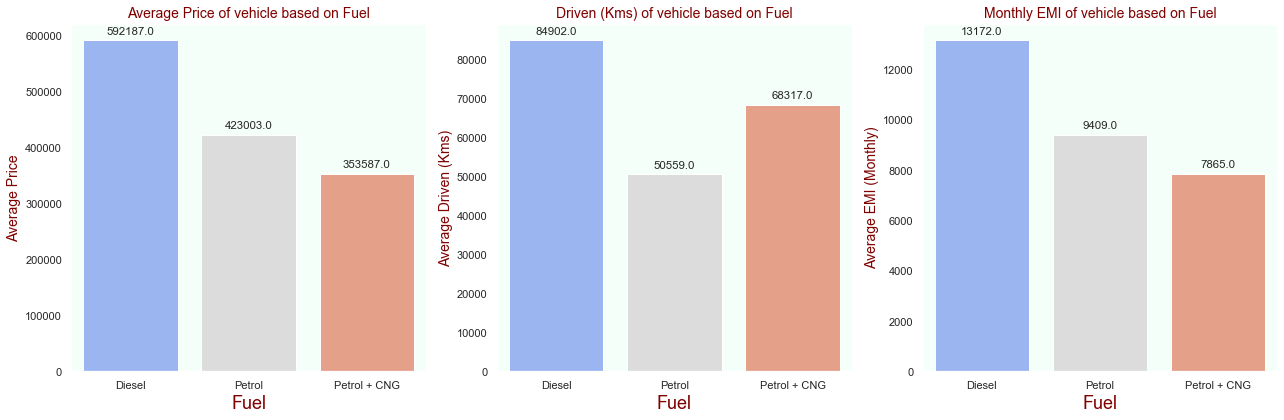 Average Price of vehicle based on Fuel
Average Price
600000
500000
400000
300000
200000
100000
0
592187.0
423003.0
353587.0
Diesel
Petrol
Petrol + CNG
Fuel
Driven (Kms) of vehicle based on Fuel
Average Driven (Kms)
80000
70000
60000
50000
40000
30000
20000
10000
0
84902.0
50559.0
68317.0
Diesel
Petrol
Petrol + CNG
Fuel
Monthly EMI of vehicle based on Fuel
Average EMI (Monthly)
12000
10000
8000
6000
4000
2000
0
13172.0
9409.0
7865.0
Diesel
Petrol
Petrol + CNG
Fuel